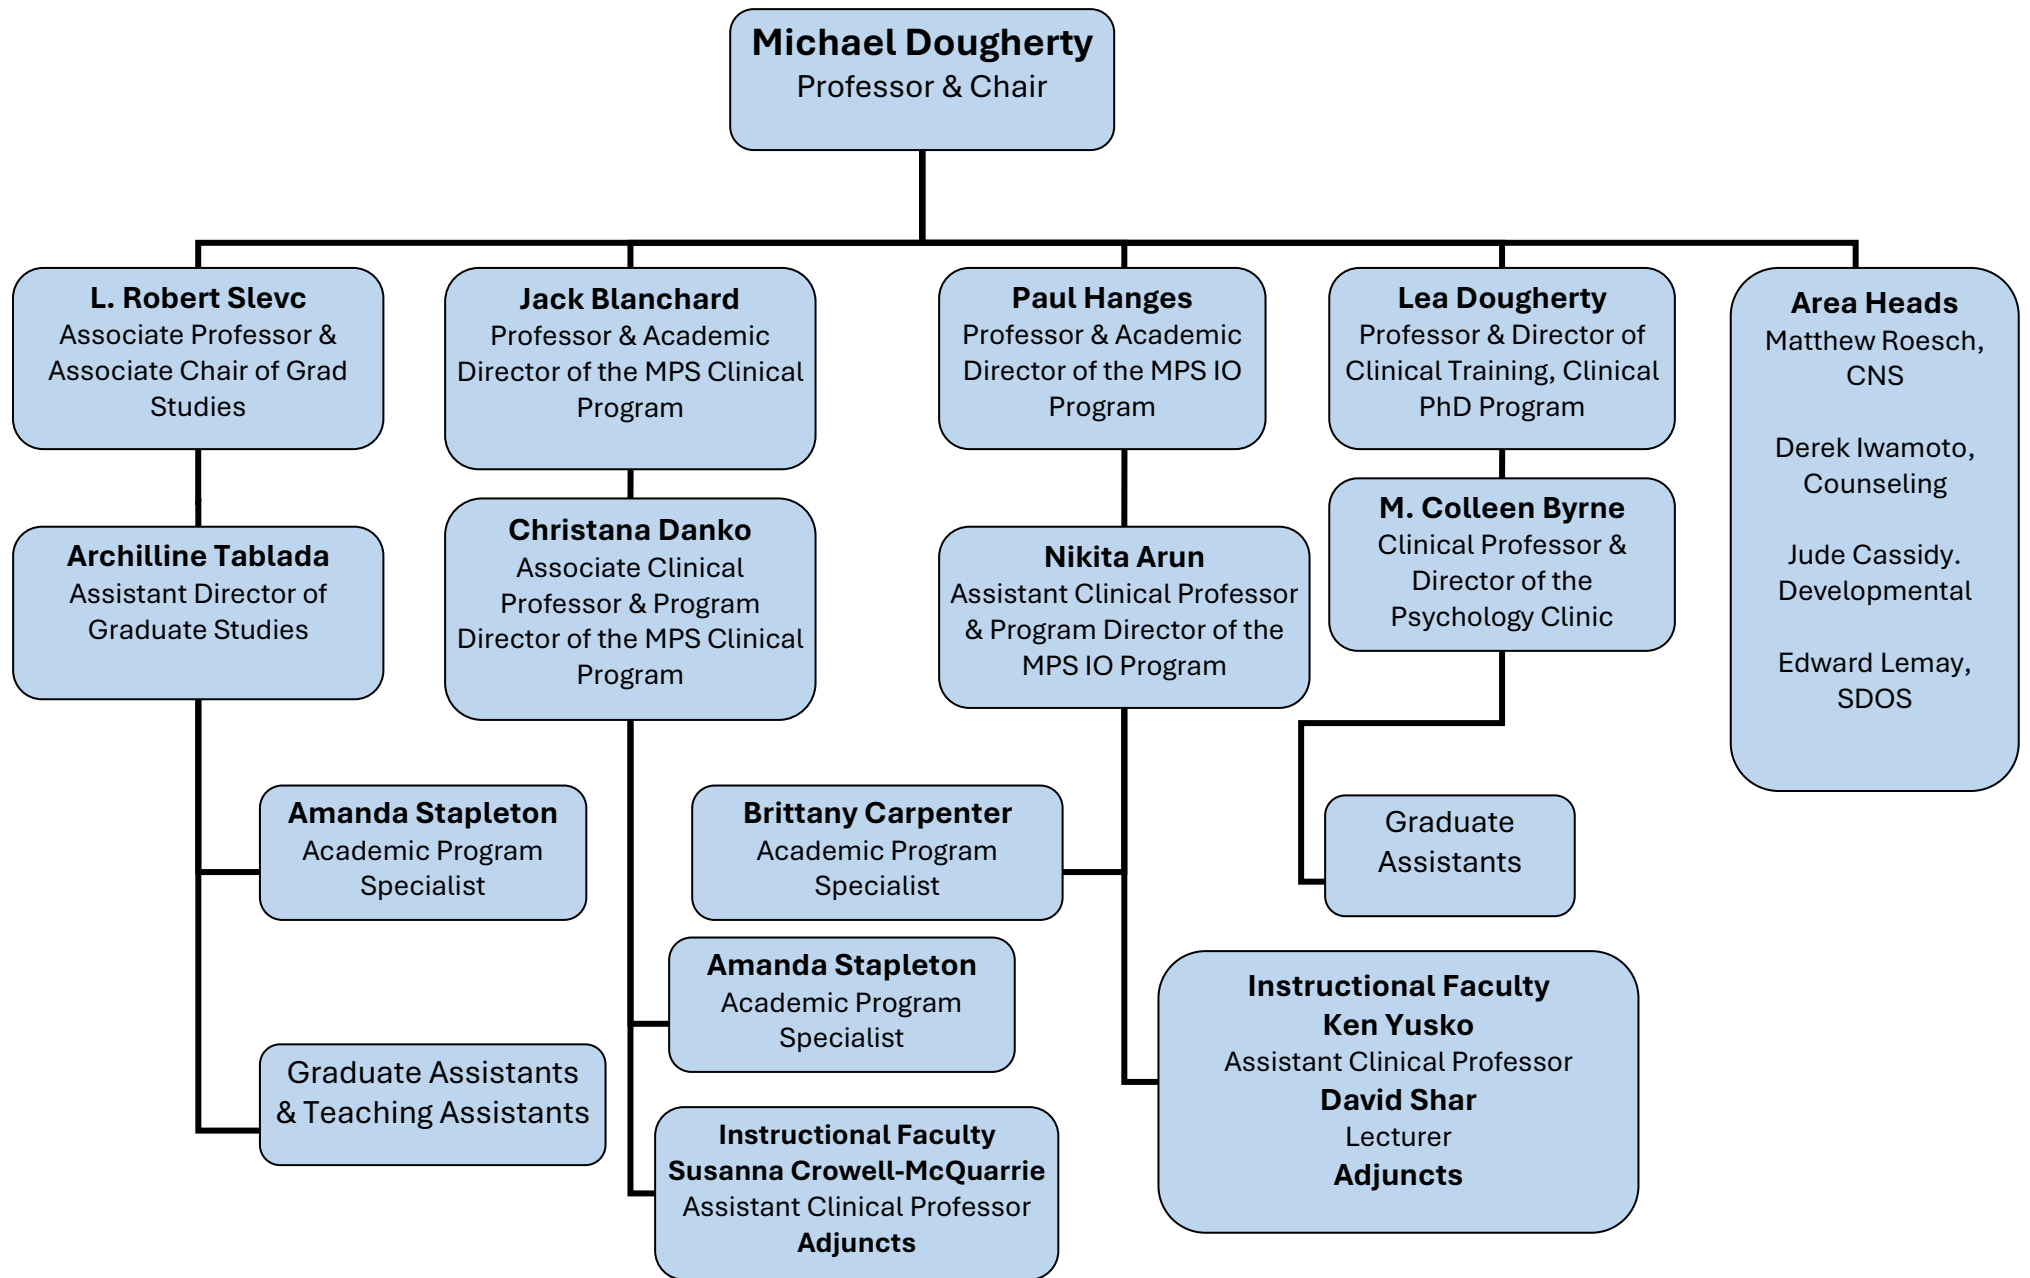 Michael Dougherty
Professor & Chair
L. Robert Slevc
Associate Professor &
Associate Chair of Grad
Studies
Jack Blanchard
Professor & Academic
Director of the MPS Clinical
Program
Paul Hanges
Professor & Academic
Director of the MPS IO
Program
Lea Dougherty
Professor & Director of
Clinical Training, Clinical
PhD Program
Area Heads
Matthew Roesch,
CNS
Derek Iwamoto,
Counseling
Jude Cassidy.
Developmental
Edward Lemay,
SDOS
Archilline Tablada
Assistant Director of
Graduate Studies
Christana Danko
Associate Clinical
Professor & Program
Director of the MPS Clinical
Program
Nikita Arun
Assistant Clinical Professor
& Program Director of the
MPS IO Program
M. Colleen Byrne
Clinical Professor &
Director of the
Psychology Clinic
Amanda Stapleton
Academic Program
Specialist
Brittany Carpenter
Academic Program
Specialist
Graduate
Assistants
Amanda Stapleton
Academic Program
Specialist
Graduate Assistants
& Teaching Assistants
Instructional Faculty
Susanna Crowell-McQuarrie
Assistant Clinical Professor
Adjuncts
Instructional Faculty
Ken Yusko
Assistant Clinical Professor
David Shar
Lecturer
Adjuncts